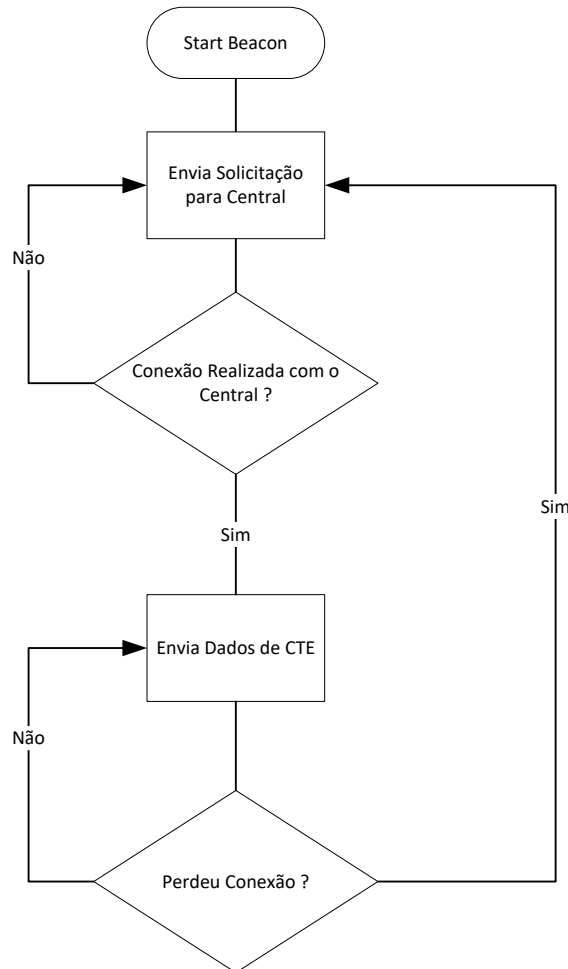 Start Beacon
Envia Solicitação
para Central
Não
Conexão Realizada com o
Central ?
Sim
Sim
Envia Dados de CTE
Não
Perdeu Conexão ?